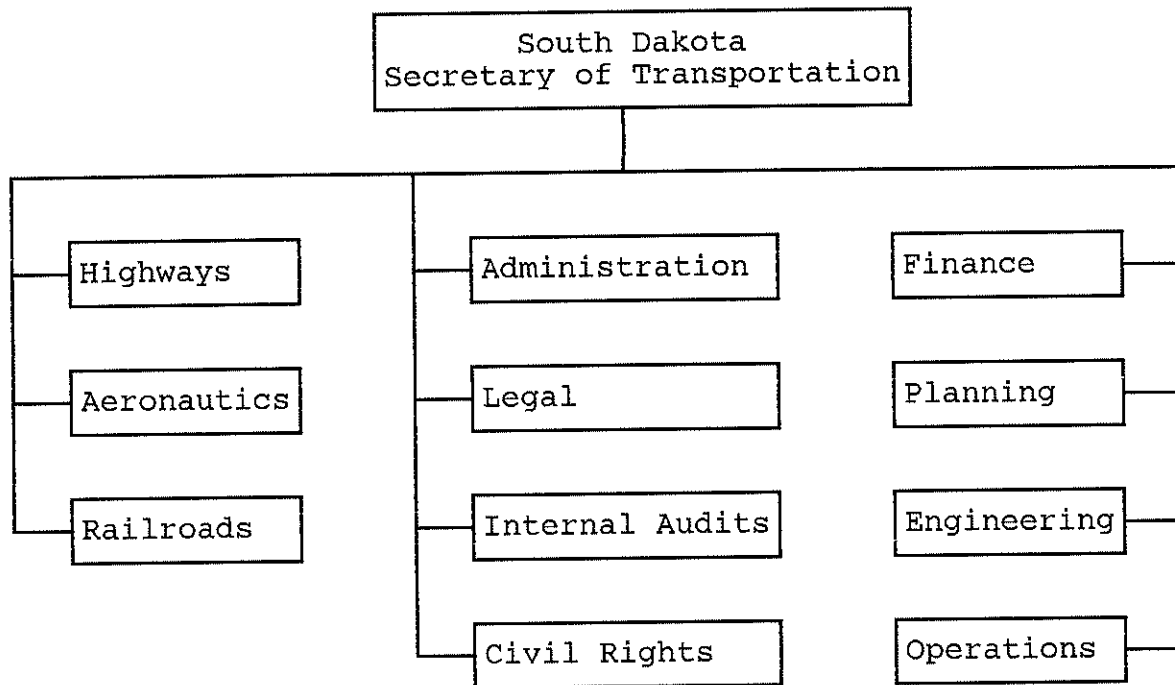 South Dakota
Secretary of Transportation
Highways
Administration
Finance
Aeronautics
Legal
Planning
Railroads
Internal Audits
Engineering
Civil Rights
Operations